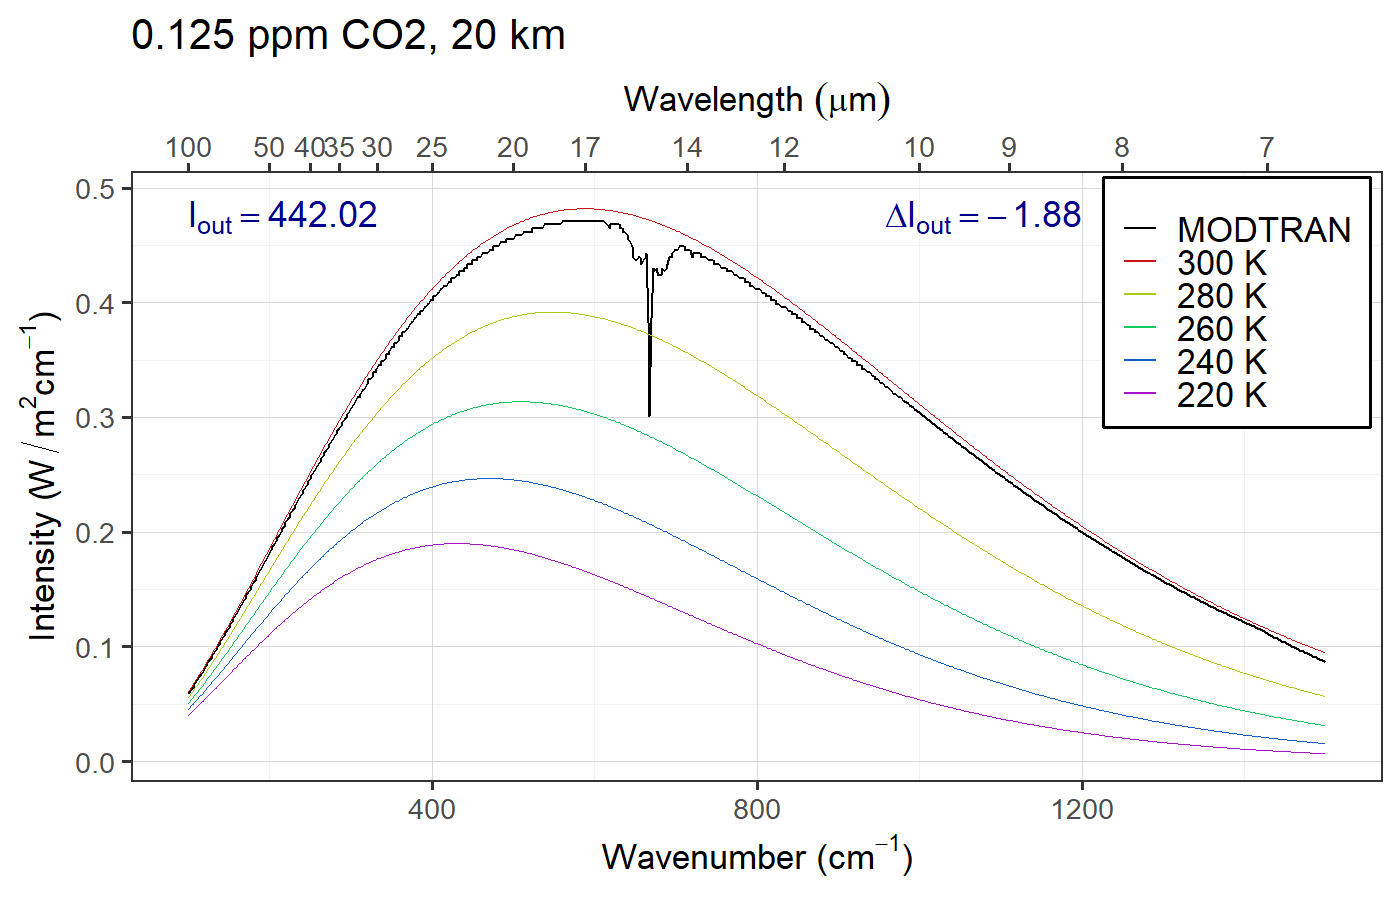 0.125 ppm CO2, 20 km
Wavelength (μm)
100 50 40 35 30 25 20 17 14 12 10 9 8 7
I_out = 442.02
ΔI_out = − 1.88
MODTRAN
300 K
280 K
260 K
240 K
220 K
Intensity (W / m²cm⁻¹)
0.5
0.4
0.3
0.2
0.1
0.0
400 800 1200
Wavenumber (cm⁻¹)